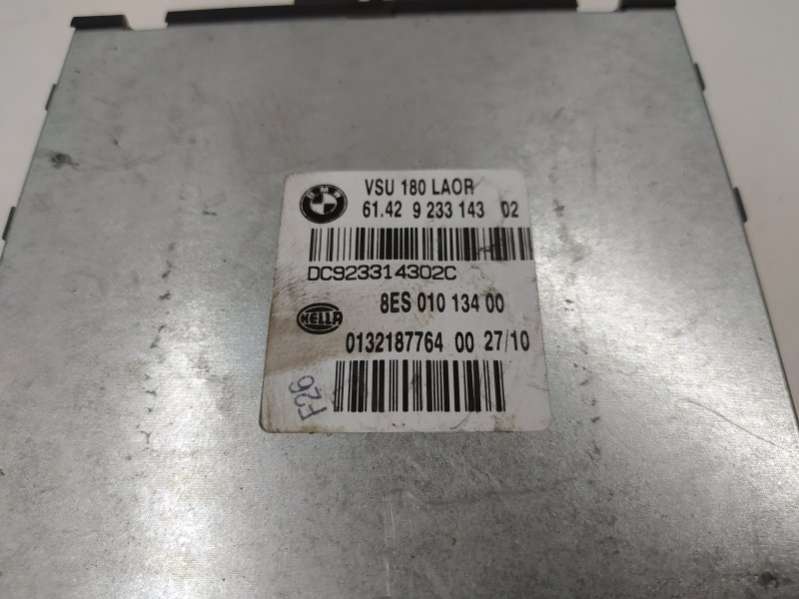 VSU 180 LAOR
BMW
61.42 9 233 143 02
DC923314302C
8ES 010 134 00
HELLA
0132187764 00 27/10
F26